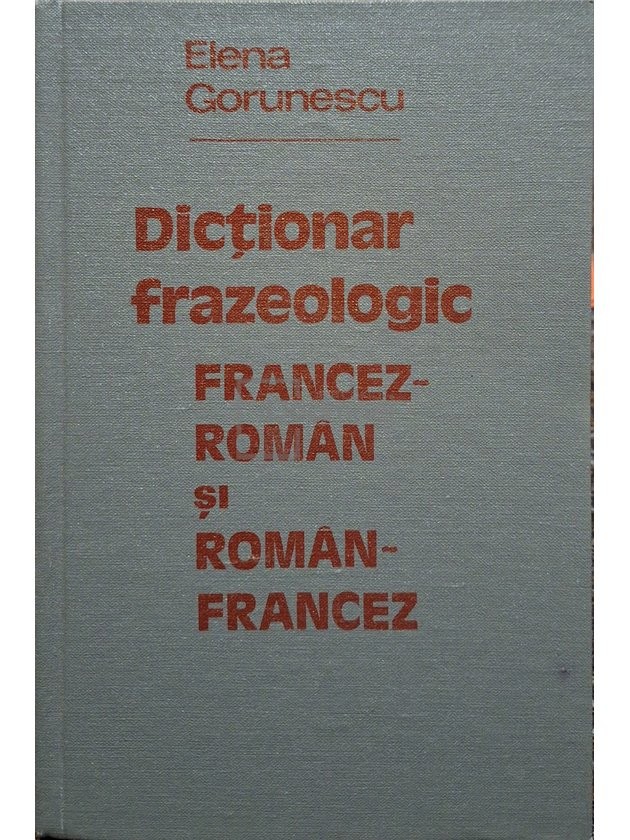 Elena
Gorunescu
Dicționar
frazeologic
FRANCEZ-
ROMÂN
și
ROMÂN-
FRANCEZ